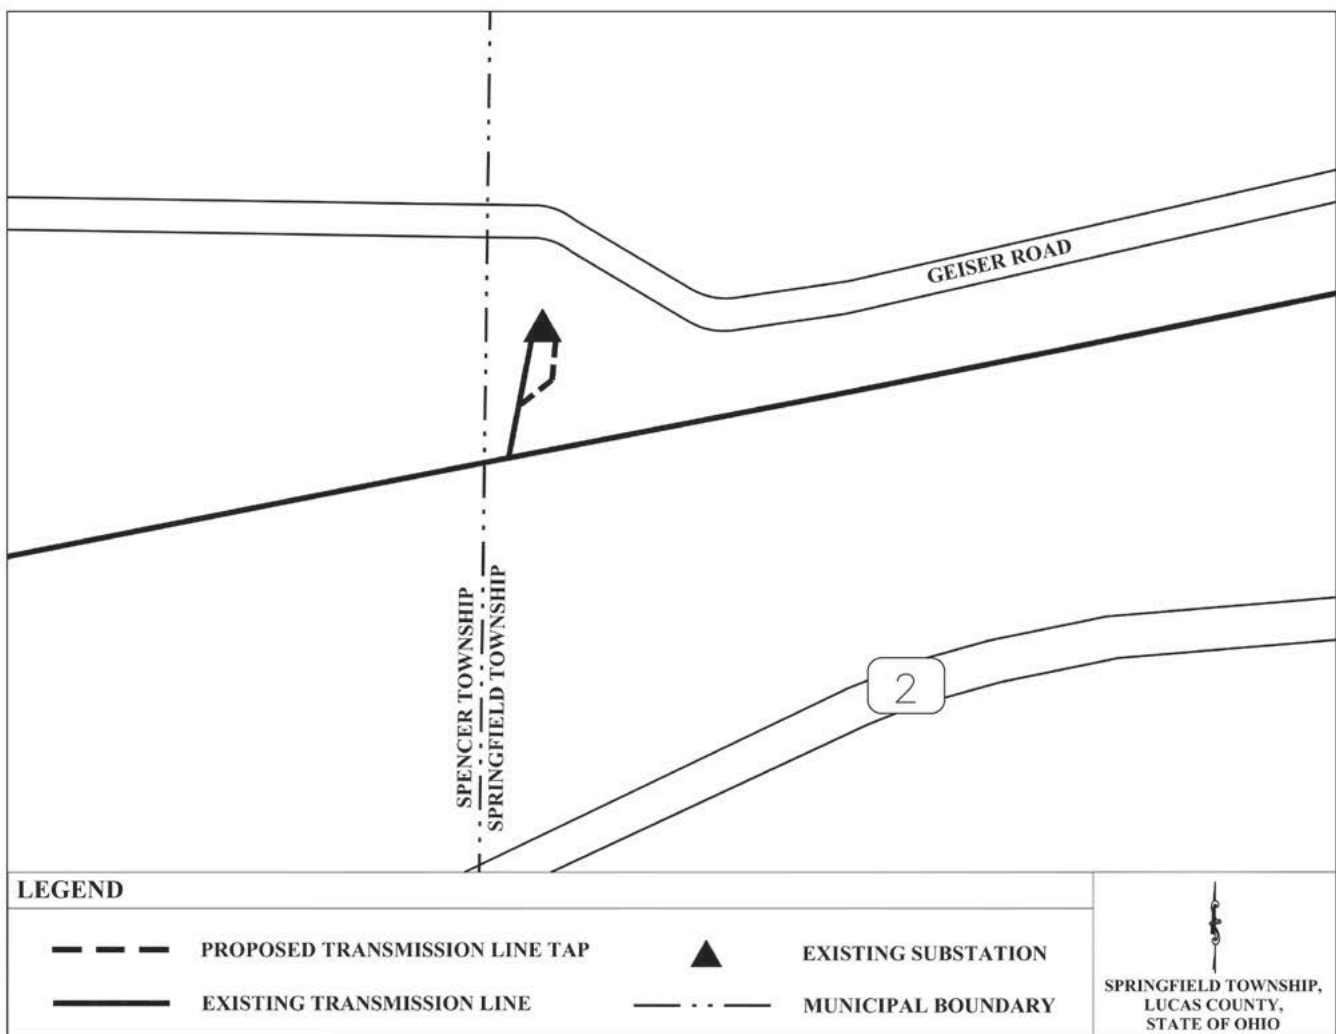 GEISER ROAD
SPENCER TOWNSHIP
SPRINGFIELD TOWNSHIP
2
LEGEND
PROPOSED TRANSMISSION LINE TAP
EXISTING SUBSTATION
EXISTING TRANSMISSION LINE
MUNICIPAL BOUNDARY
SPRINGFIELD TOWNSHIP,
LUCAS COUNTY,
STATE OF OHIO